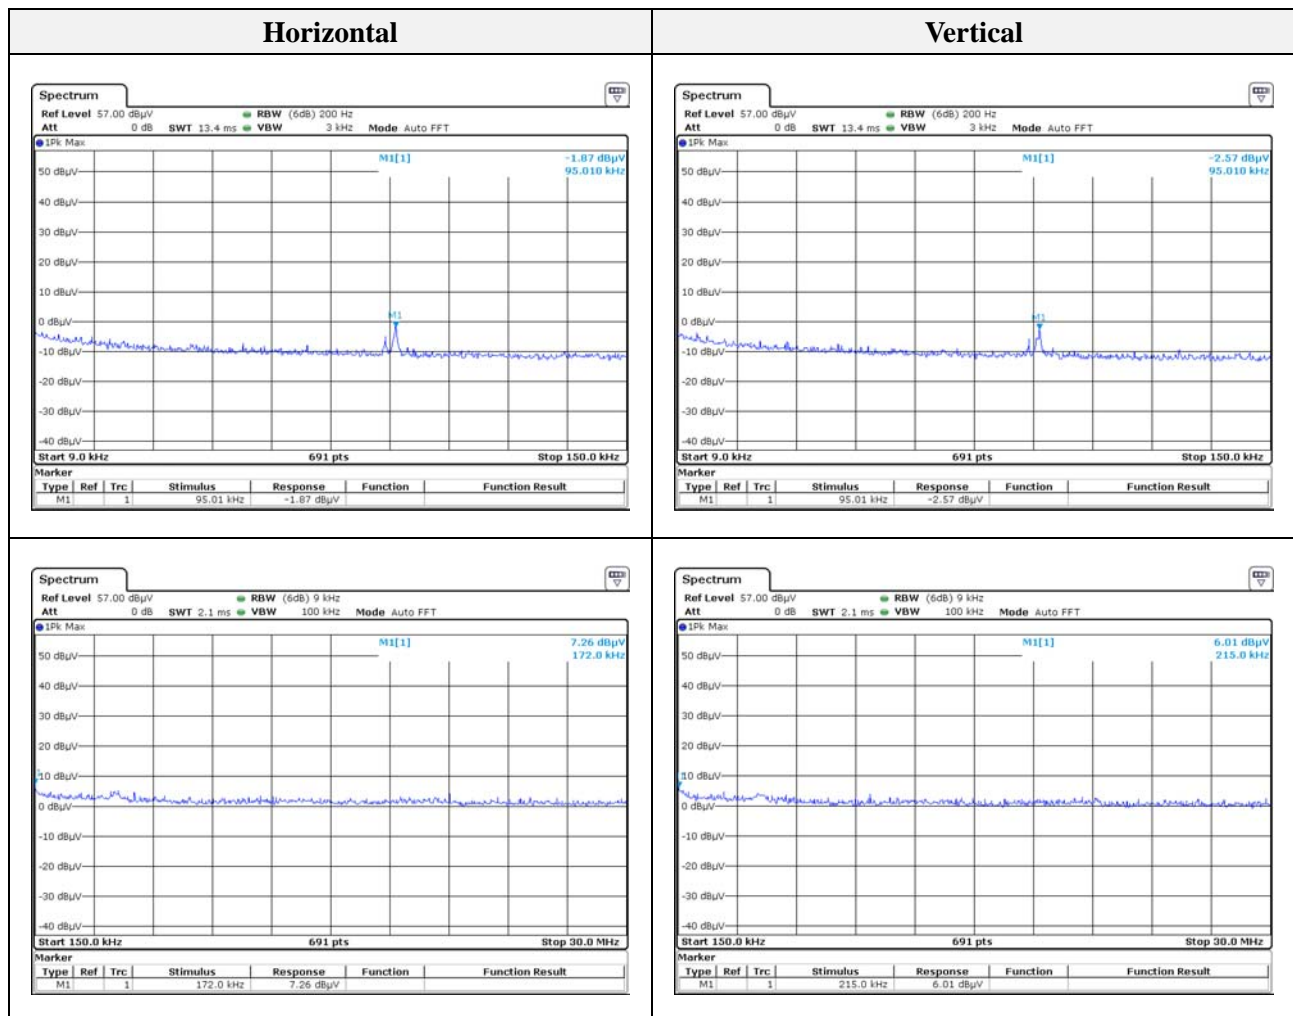 Horizontal Vertical
Spectrum
Ref Level 57.00 dBµV RBW (6dB) 200 Hz
Att 0 dB SWT 13.4 ms VBW 3 kHz Mode Auto FFT
1Pk Max
M1[1] -1.87 dBµV
95.010 kHz
50 dBµV
40 dBµV
30 dBµV
20 dBµV
10 dBµV
M1
0 dBµV
-10 dBµV
-20 dBµV
-30 dBµV
-40 dBµV
Start 9.0 kHz 691 pts Stop 150.0 kHz
Marker
Type Ref Trc Stimulus Response Function Function Result
M1 1 95.01 kHz -1.87 dBµV
Spectrum
Ref Level 57.00 dBµV RBW (6dB) 200 Hz
Att 0 dB SWT 13.4 ms VBW 3 kHz Mode Auto FFT
1Pk Max
M1[1] -2.57 dBµV
95.010 kHz
50 dBµV
40 dBµV
30 dBµV
20 dBµV
10 dBµV
M1
0 dBµV
-10 dBµV
-20 dBµV
-30 dBµV
-40 dBµV
Start 9.0 kHz 691 pts Stop 150.0 kHz
Marker
Type Ref Trc Stimulus Response Function Function Result
M1 1 95.01 kHz -2.57 dBµV
Spectrum
Ref Level 57.00 dBµV RBW (6dB) 9 kHz
Att 0 dB SWT 2.1 ms VBW 100 kHz Mode Auto FFT
1Pk Max
M1[1] 7.26 dBµV
172.0 kHz
50 dBµV
40 dBµV
30 dBµV
20 dBµV
10 dBµV
0 dBµV
-10 dBµV
-20 dBµV
-30 dBµV
-40 dBµV
Start 150.0 kHz 691 pts Stop 30.0 MHz
Marker
Type Ref Trc Stimulus Response Function Function Result
M1 1 172.0 kHz 7.26 dBµV
Spectrum
Ref Level 57.00 dBµV RBW (6dB) 9 kHz
Att 0 dB SWT 2.1 ms VBW 100 kHz Mode Auto FFT
1Pk Max
M1[1] 6.01 dBµV
215.0 kHz
50 dBµV
40 dBµV
30 dBµV
20 dBµV
10 dBµV
0 dBµV
-10 dBµV
-20 dBµV
-30 dBµV
-40 dBµV
Start 150.0 kHz 691 pts Stop 30.0 MHz
Marker
Type Ref Trc Stimulus Response Function Function Result
M1 1 215.0 kHz 6.01 dBµV